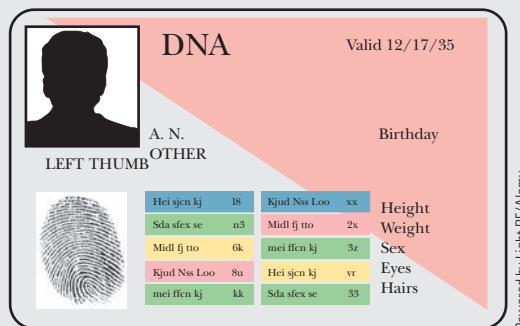 DNA
Valid 12/17/35
A. N.
OTHER
Birthday
LEFT THUMB
Hei sjcn kj 18 Kjud Nss Loo xx
Sda sfex se n3 Midl fj tto 2x
Midl fj tto 6k mei ffcn kj 3z
Kjud Nss Loo 8u Hei sjcn kj vr
mei ffcn kj kk Sda sfex se 33
Height
Weight
Sex
Eyes
Hairs